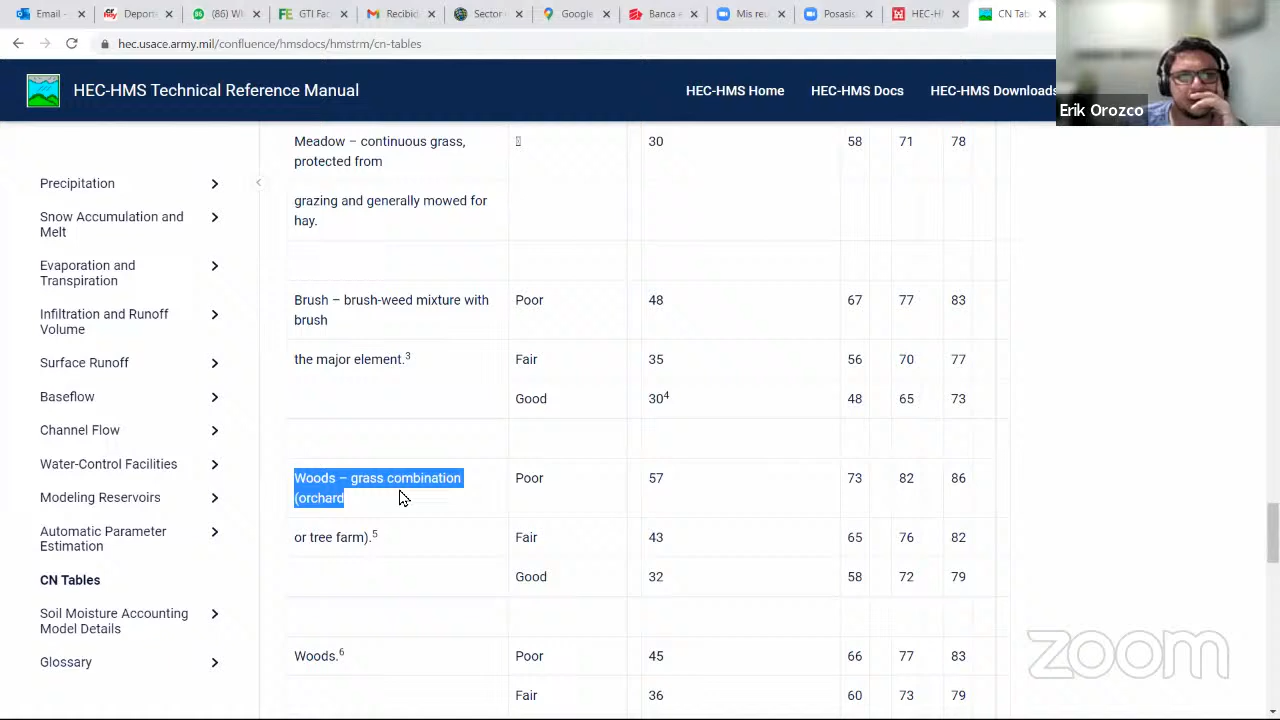 Email
Deporte
(86) W
GTI Fac
Recibid
Sector
Google
Banca e
Mis reu
Posasis
HEC-H
CN Tab
hec.usace.army.mil/confluence/hmsdocs/hmstrm/cn-tables
HEC-HMS Technical Reference Manual
HEC-HMS Home
HEC-HMS Docs
HEC-HMS Downloads
Erik Orozco
Precipitation
Snow Accumulation and
Melt
Evaporation and
Transpiration
Infiltration and Runoff
Volume
Surface Runoff
Baseflow
Channel Flow
Water-Control Facilities
Modeling Reservoirs
Automatic Parameter
Estimation
CN Tables
Soil Moisture Accounting
Model Details
Glossary
Meadow – continuous grass, 30 58 71 78
protected from
grazing and generally mowed for
hay.
Brush – brush-weed mixture with Poor 48 67 77 83
brush
the major element.3 Fair 35 56 70 77
Good 304 48 65 73
Woods – grass combination Poor 57 73 82 86
(orchard
or tree farm).5 Fair 43 65 76 82
Good 32 58 72 79
Woods.6 Poor 45 66 77 83
Fair 36 60 73 79
zoom